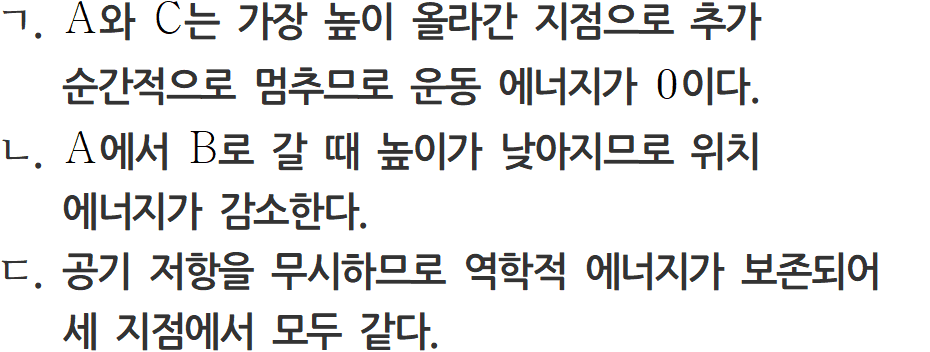 ㄱ. A와 C는 가장 높이 올라간 지점으로 추가
순간적으로 멈추므로 운동 에너지가 0이다.
ㄴ. A에서 B로 갈 때 높이가 낮아지므로 위치
에너지가 감소한다.
ㄷ. 공기 저항을 무시하므로 역학적 에너지가 보존되어
세 지점에서 모두 같다.